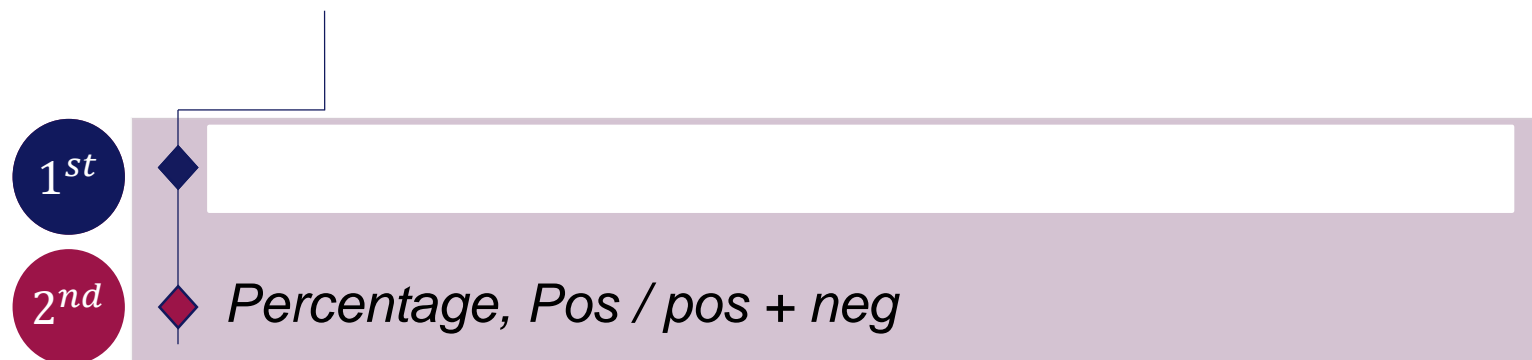 1st
2nd Percentage, Pos / pos + neg